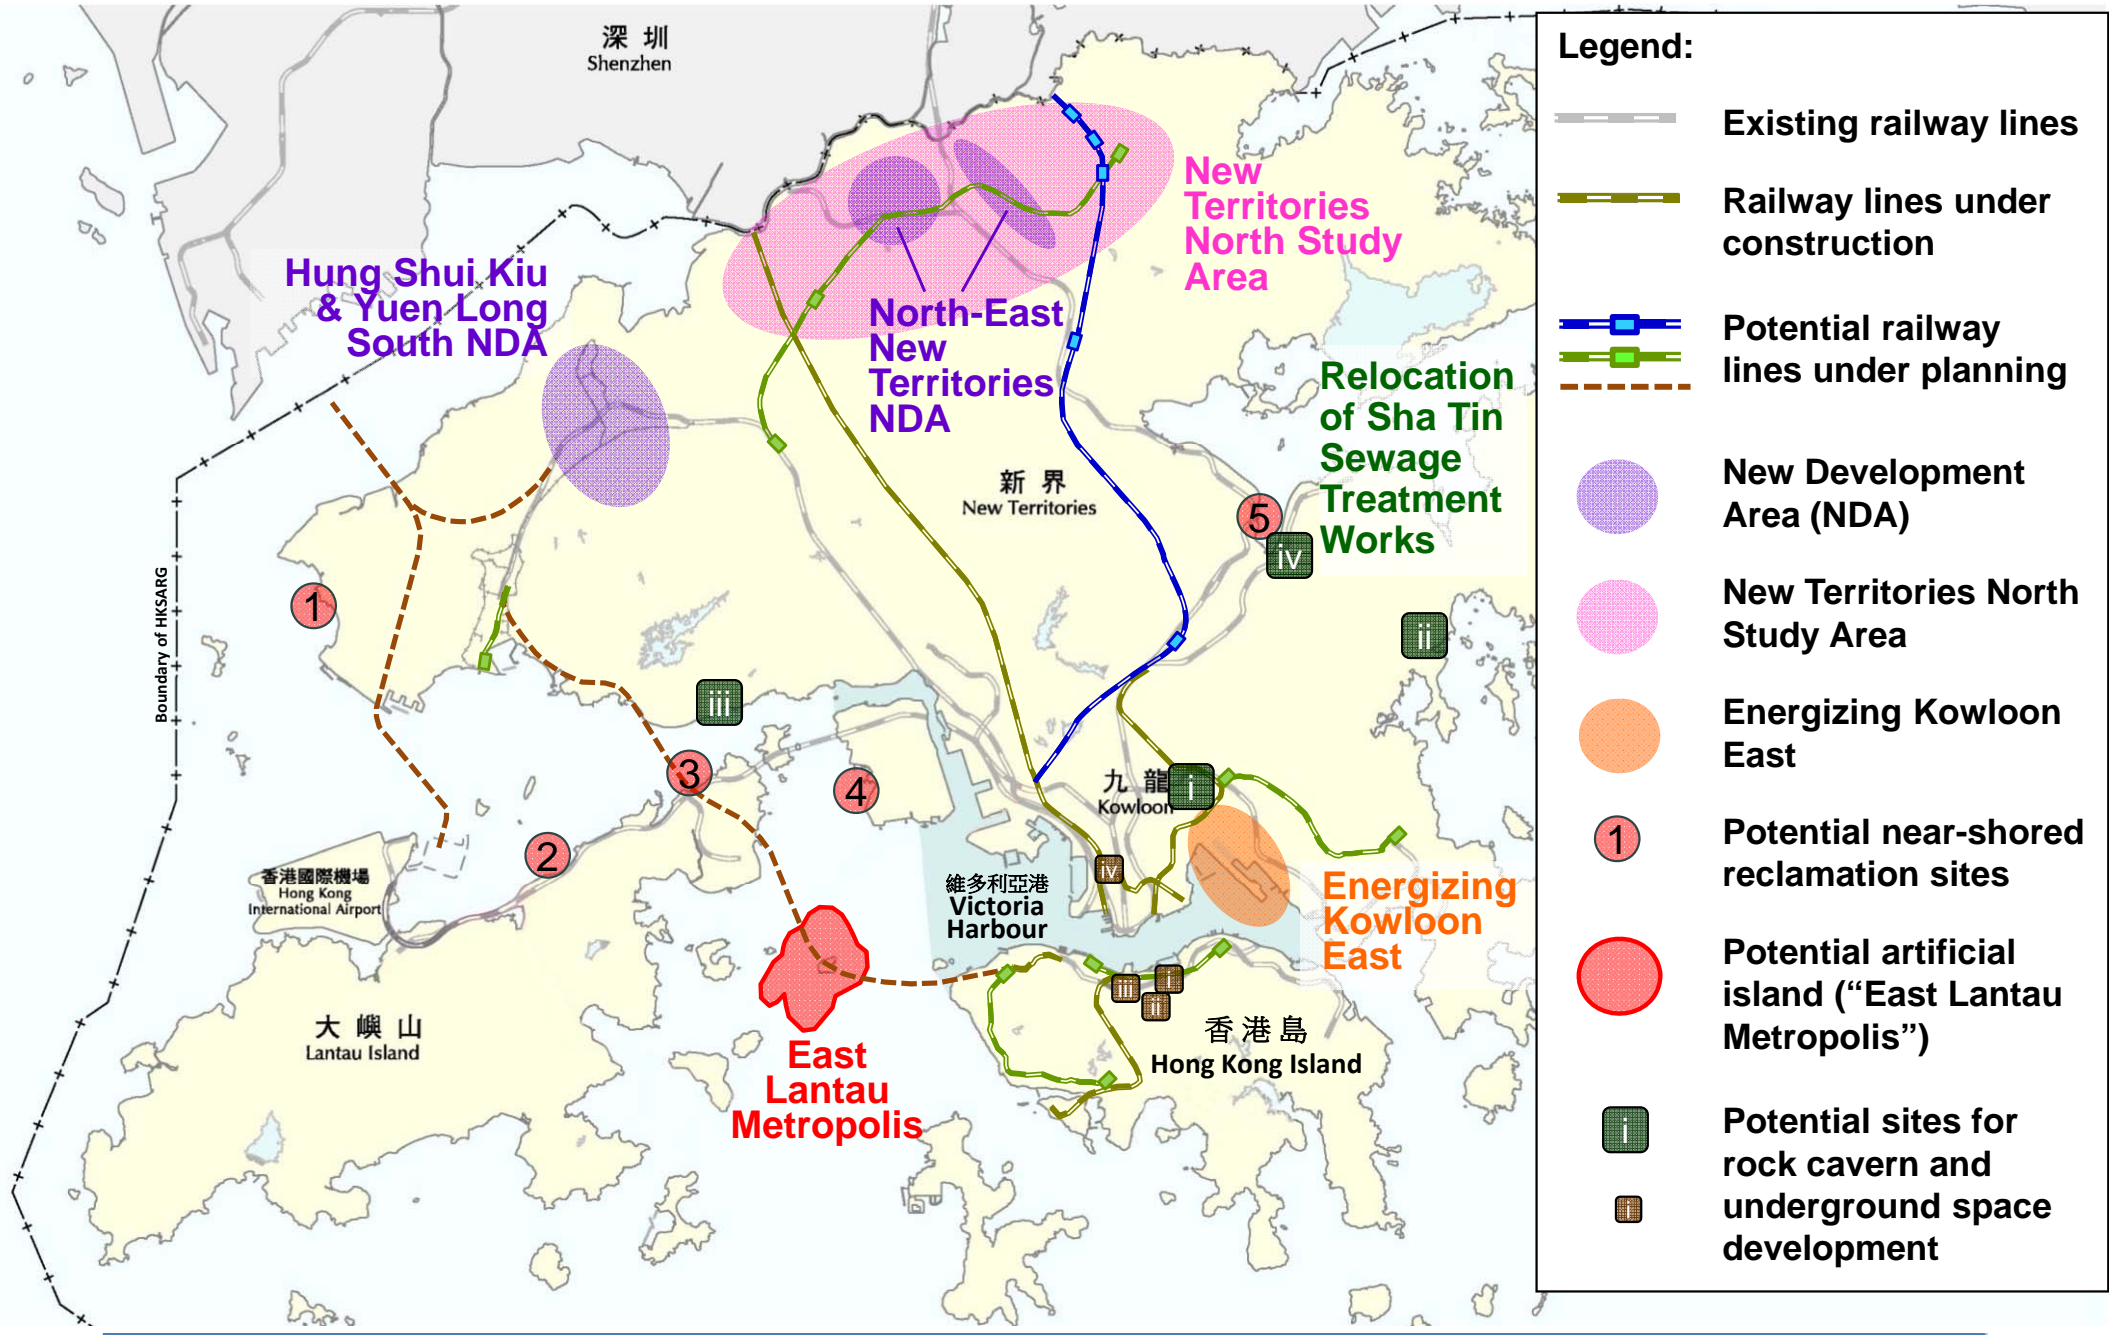 深 圳
Shenzhen
Hung Shui Kiu
& Yuen Long
South NDA
New
Territories
North Study
Area
North-East
New
Territories
NDA
Relocation
of Sha Tin
Sewage
Treatment
Works
新 界
New Territories
5
iv
1
ii
iii
Boundary of HKSARG
3
4
九 龍
Kowloon
i
2
iv
香港國際機場
Hong Kong
International Airport
維多利亞港
Victoria
Harbour
Energizing
Kowloon
East
i
iii
ii
大 嶼 山
Lantau Island
香 港 島
Hong Kong Island
East
Lantau
Metropolis
Legend:
Existing railway lines
Railway lines under
construction
Potential railway
lines under planning
New Development
Area (NDA)
New Territories North
Study Area
Energizing Kowloon
East
1
Potential near-shored
reclamation sites
Potential artificial
island (“East Lantau
Metropolis”)
i
Potential sites for
rock cavern and
i
underground space
development